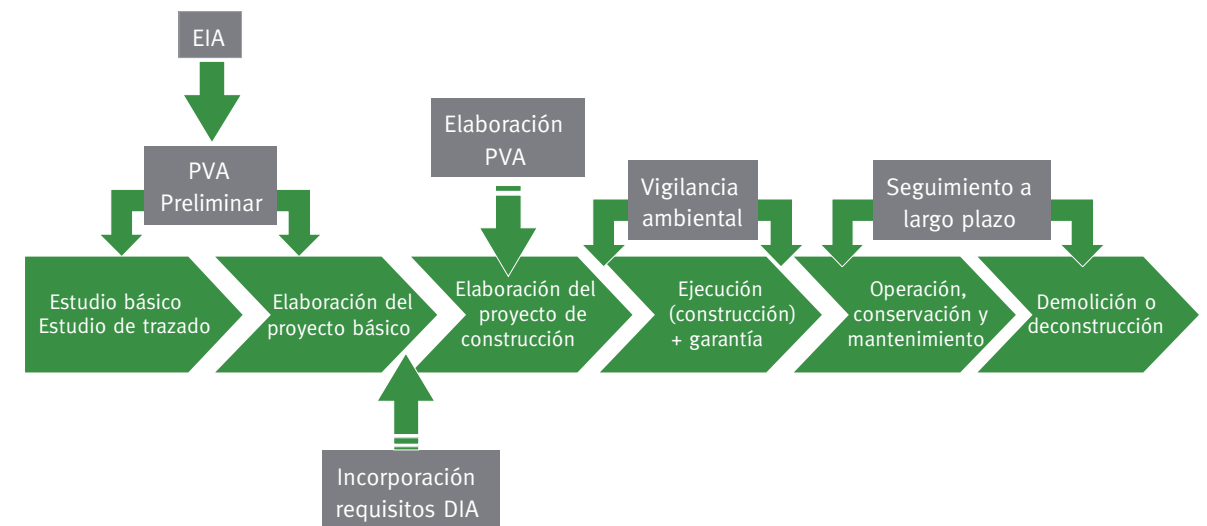 EIA
PVA
Preliminar
Elaboración
PVA
Vigilancia
ambiental
Seguimiento a
largo plazo
Estudio básico
Estudio de trazado
Elaboración del
proyecto básico
Elaboración del
proyecto de
construcción
Ejecución
(construcción)
+ garantía
Operación,
conservación y
mantenimiento
Demolición o
deconstrucción
Incorporación
requisitos DIA